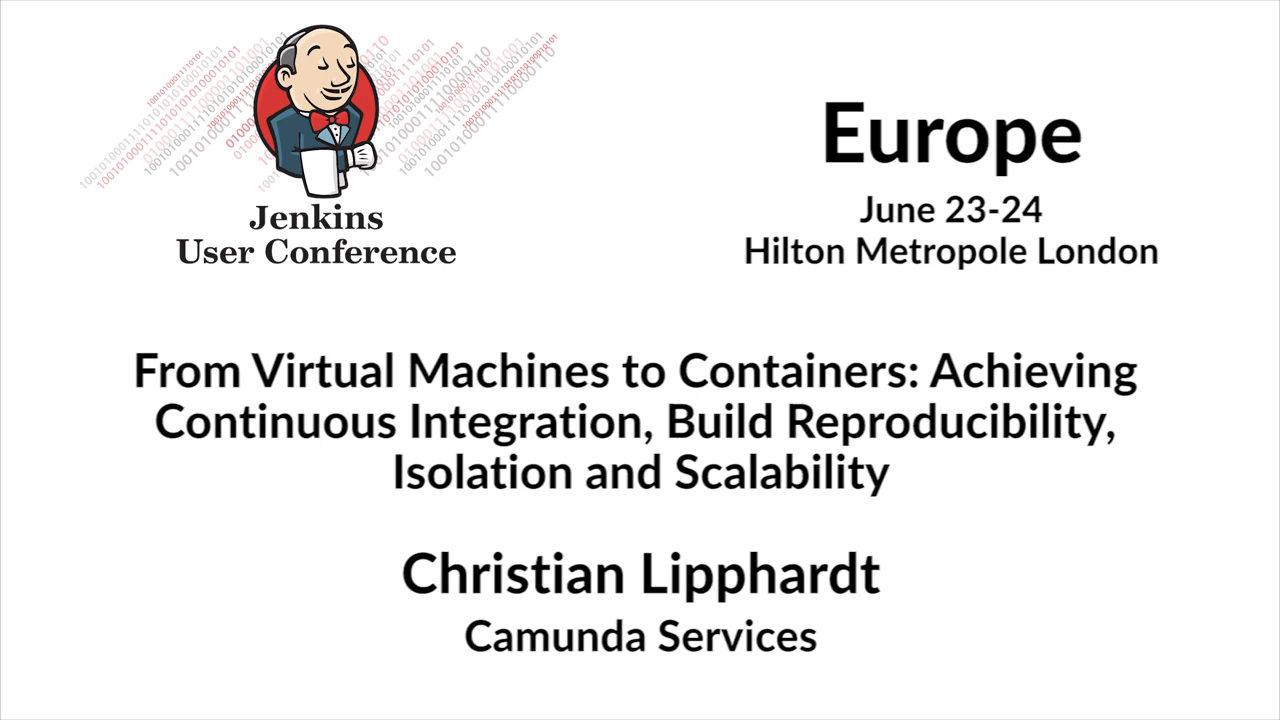 Jenkins
User Conference
Europe
June 23-24
Hilton Metropole London
From Virtual Machines to Containers: Achieving
Continuous Integration, Build Reproducibility,
Isolation and Scalability
Christian Lipphardt
Camunda Services